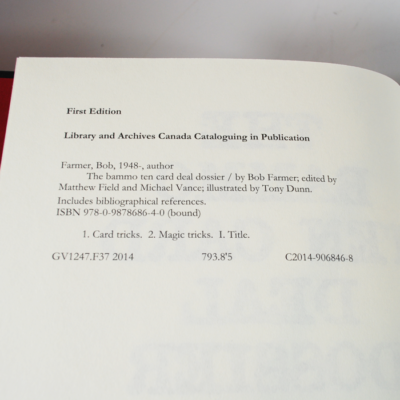 First Edition
Library and Archives Canada Cataloguing in Publication
Farmer, Bob, 1948-, author
The bammo ten card deal dossier / by Bob Farmer; edited by
Matthew Field and Michael Vance; illustrated by Tony Dunn.
Includes bibliographical references.
ISBN 978-0-9878686-4-0 (bound)
1. Card tricks. 2. Magic tricks. I. Title.
GV1247.F37 2014 793.8'5 C2014-906846-8